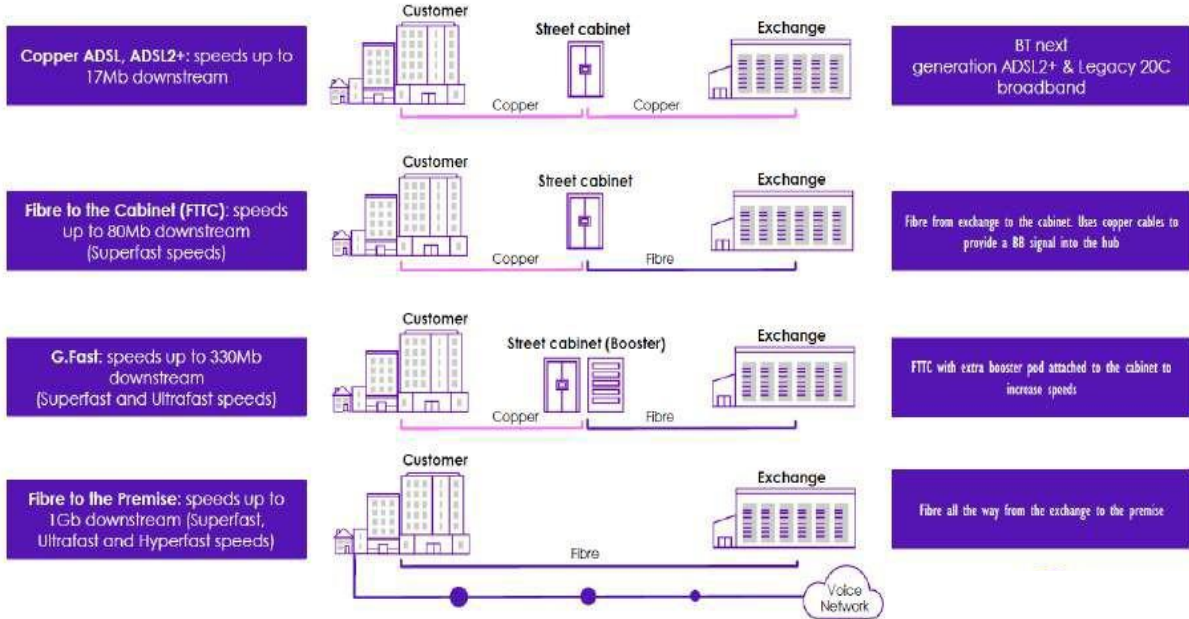 Customer
Street cabinet
Exchange
Copper ADSL, ADSL2+: speeds up to
17Mb downstream
BT next
generation ADSL2+ & Legacy 20C
broadband
Copper
Copper
Customer
Street cabinet
Exchange
Fibre to the Cabinet (FTTC): speeds
up to 80Mb downstream
(Superfast speeds)
Fibre from exchange to the cabinet. Uses copper cables to
provide a BB signal into the hub
Copper
Fibre
Customer
Street cabinet (Booster)
Exchange
G.Fast: speeds up to 330Mb
downstream
(Superfast and Ultrafast speeds)
FTTC with extra booster pod attached to the cabinet to
increase speeds
Copper
Fibre
Customer
Exchange
Fibre to the Premise: speeds up to
1Gb downstream (Superfast,
Ultrafast and Hyperfast speeds)
Fibre all the way from the exchange to the premise
Fibre
Voice
Network